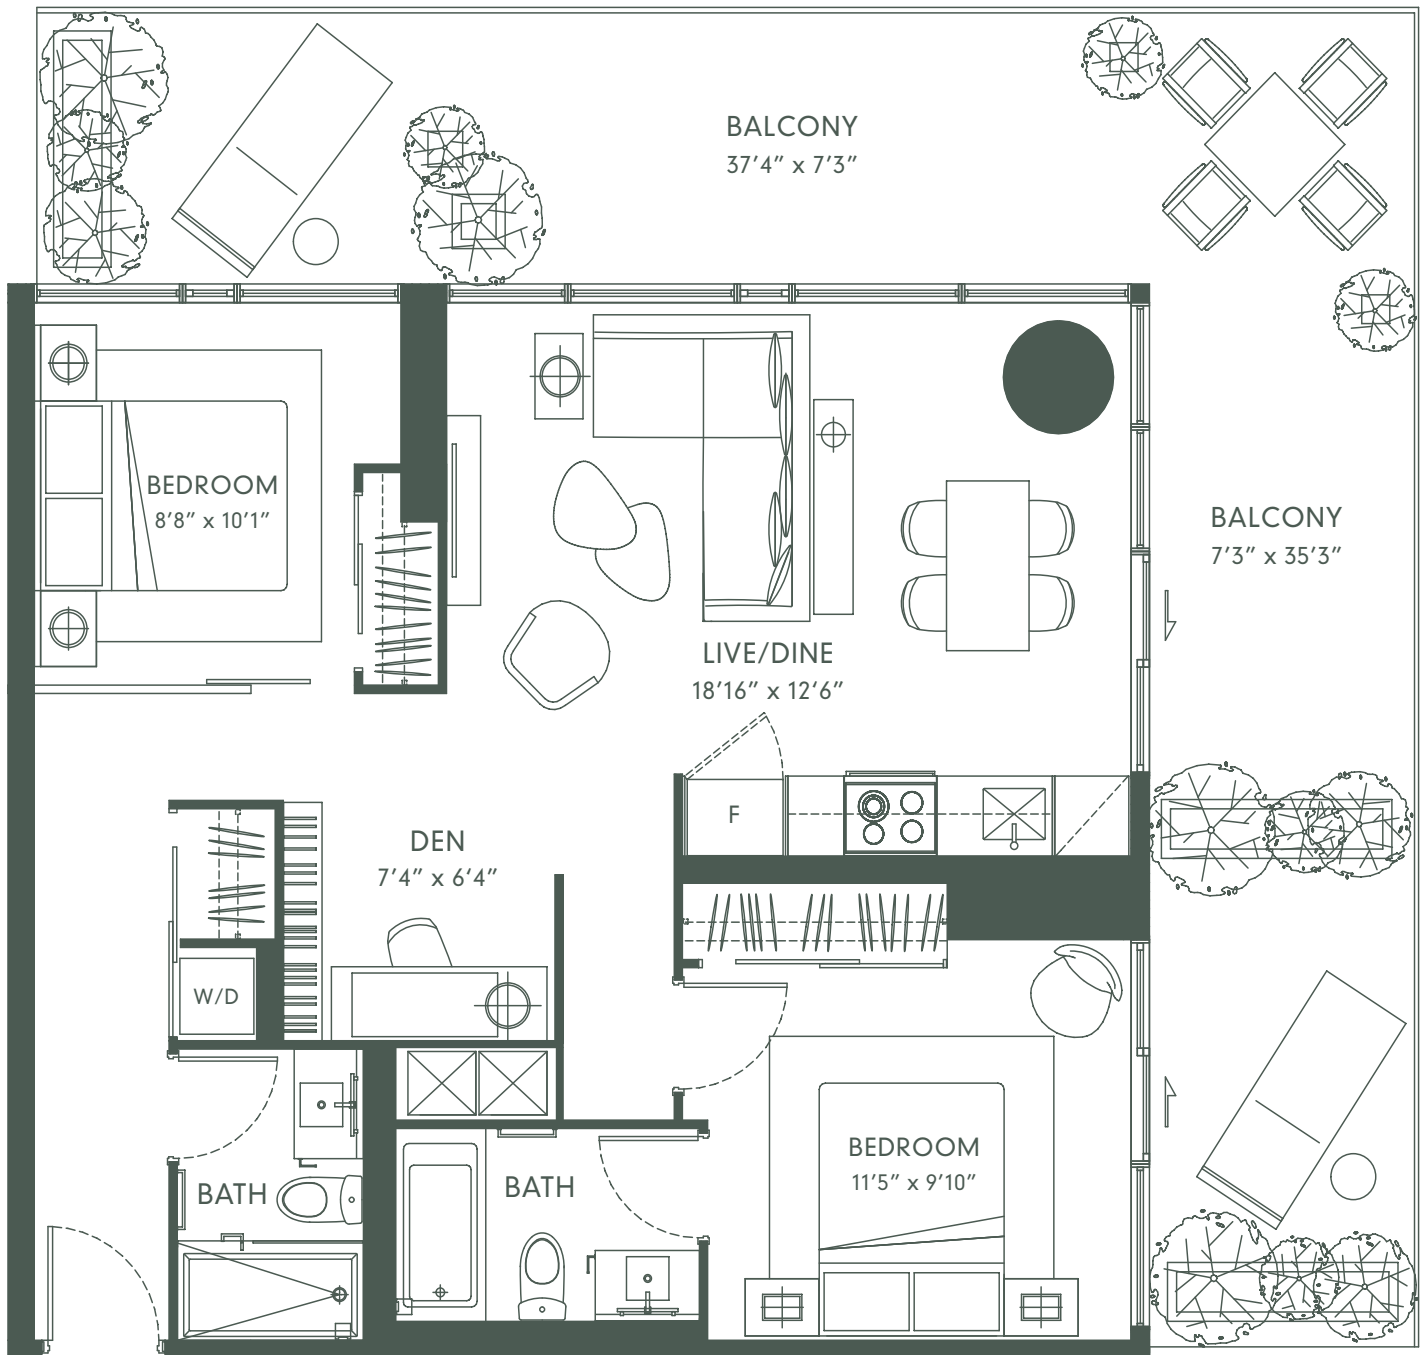 BALCONY
37'4" x 7'3"
BEDROOM
8'8" x 10'1"
BALCONY
7'3" x 35'3"
LIVE/DINE
18'16" x 12'6"
F
DEN
7'4" x 6'4"
W/D
BEDROOM
11'5" x 9'10"
BATH
BATH